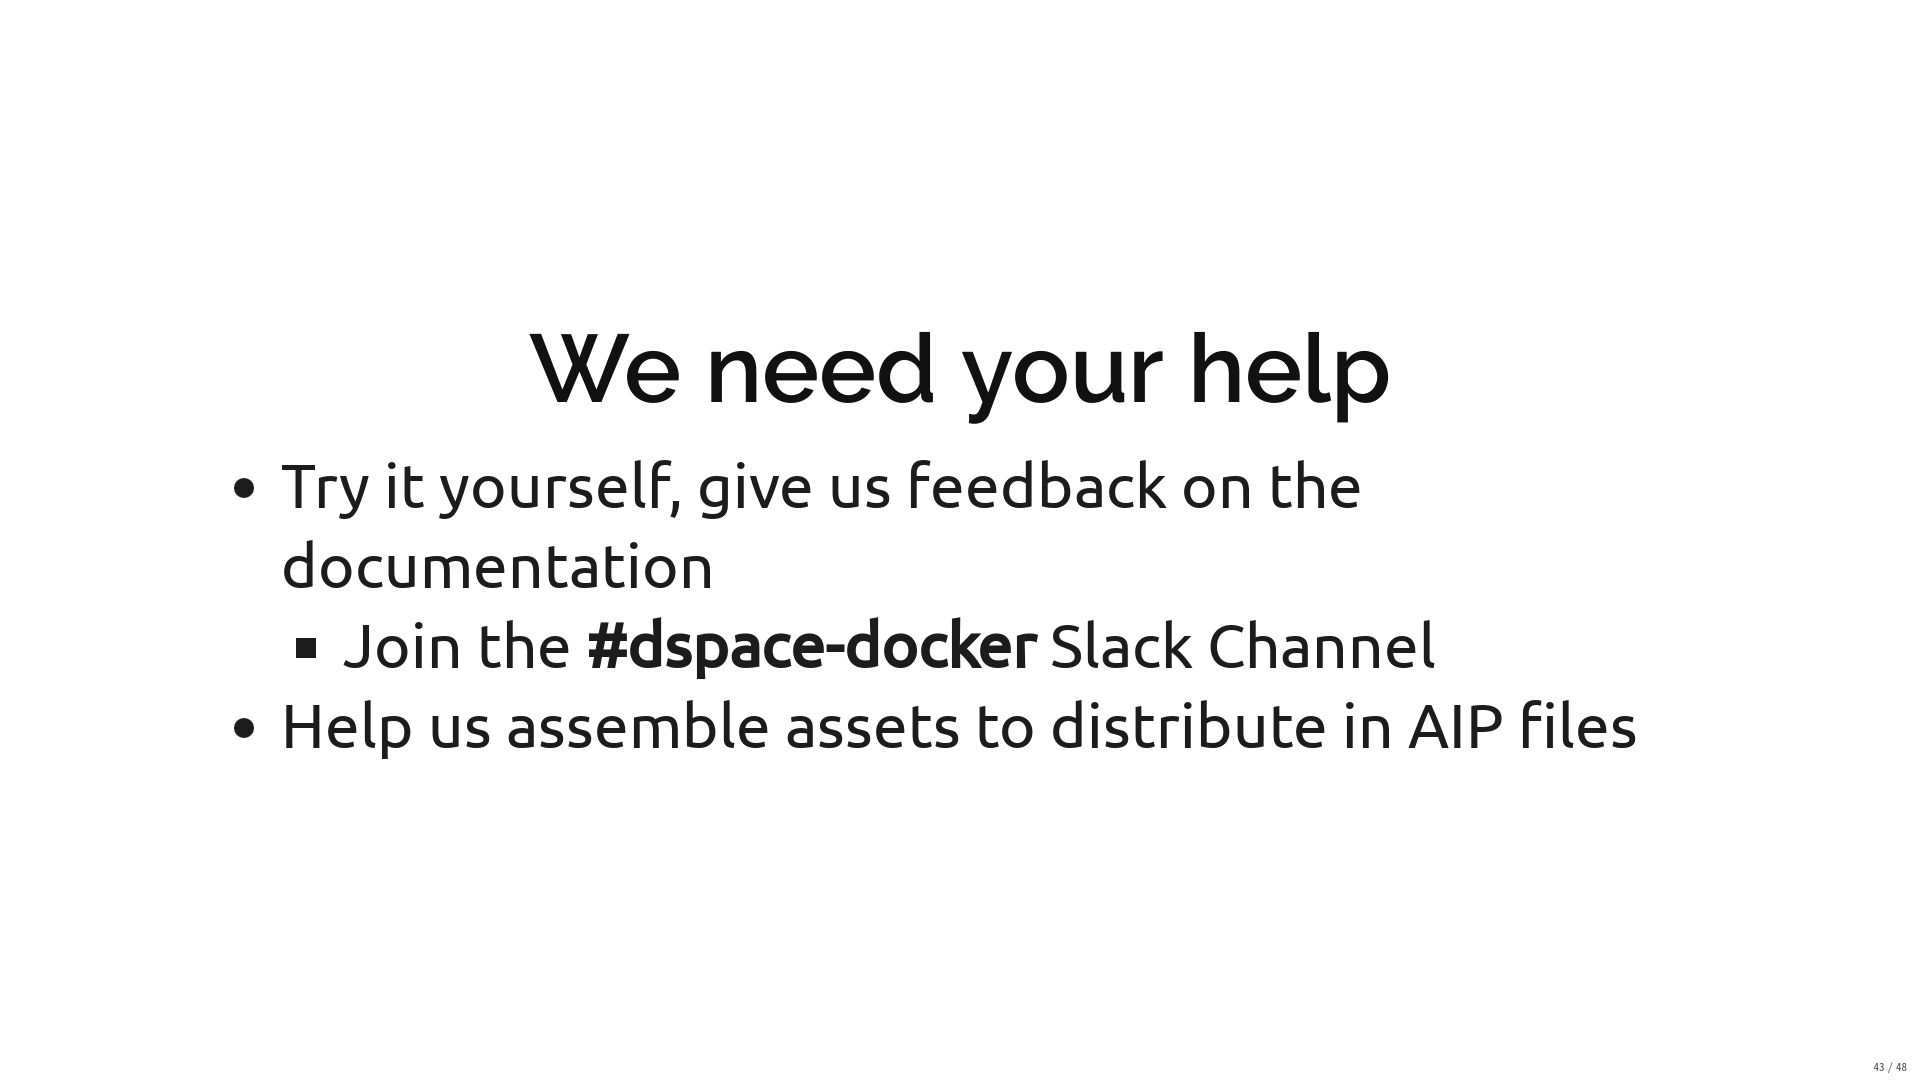 We need your help
Try it yourself, give us feedback on the
documentation
Join the #dspace-docker Slack Channel
Help us assemble assets to distribute in AIP files
43 / 48